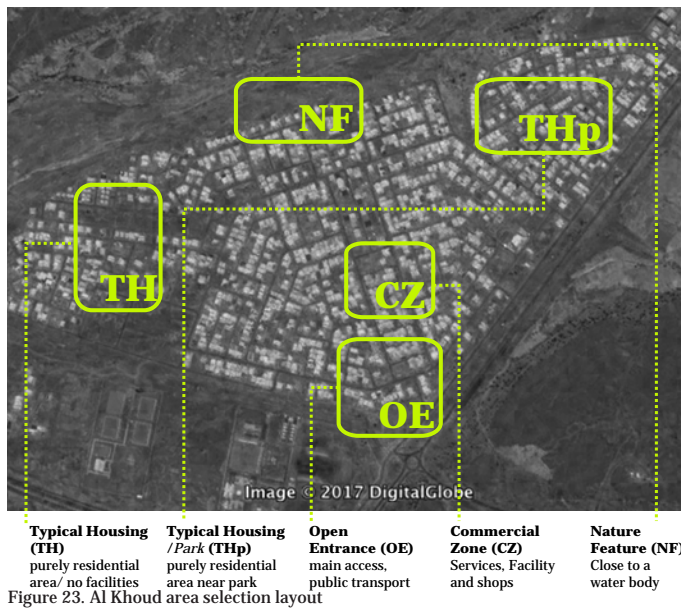 NF
THp
TH
CZ
OE
Image © 2017 DigitalGlobe
Typical Housing
(TH)
purely residential
area/ no facilities
Typical Housing
/Park (THp)
purely residential
area near park
Open
Entrance (OE)
main access,
public transport
Commercial
Zone (CZ)
Services, Facility
and shops
Nature
Feature (NF)
Close to a
water body
Figure 23. Al Khoud area selection layout